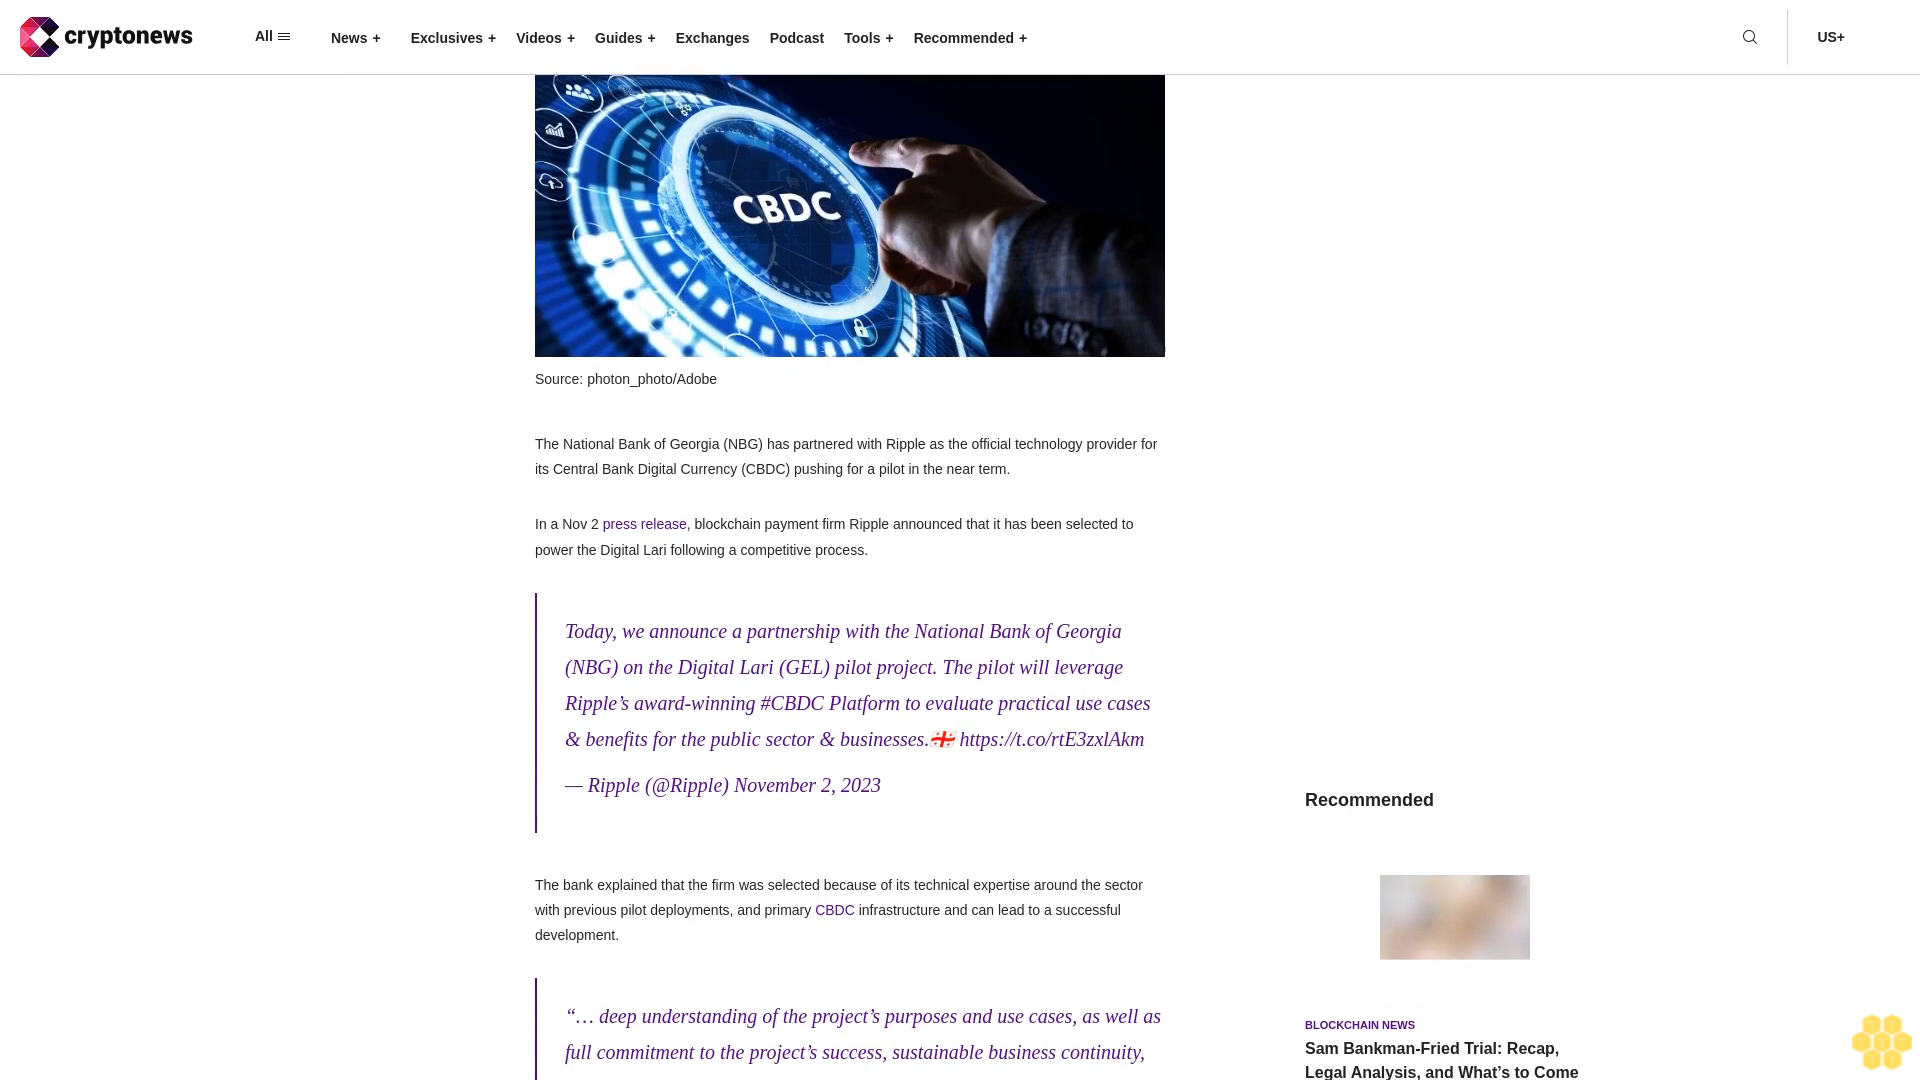 cryptonews
All
News +
Exclusives +
Videos +
Guides +
Exchanges
Podcast
Tools +
Recommended +
US+
CBDC
Source: photon_photo/Adobe
The National Bank of Georgia (NBG) has partnered with Ripple as the official technology provider for
its Central Bank Digital Currency (CBDC) pushing for a pilot in the near term.
In a Nov 2 press release, blockchain payment firm Ripple announced that it has been selected to
power the Digital Lari following a competitive process.
Today, we announce a partnership with the National Bank of Georgia
(NBG) on the Digital Lari (GEL) pilot project. The pilot will leverage
Ripple’s award-winning #CBDC Platform to evaluate practical use cases
& benefits for the public sector & businesses.🇬🇪 https://t.co/rtE3zxlAkm
— Ripple (@Ripple) November 2, 2023
The bank explained that the firm was selected because of its technical expertise around the sector
with previous pilot deployments, and primary CBDC infrastructure and can lead to a successful
development.
“… deep understanding of the project’s purposes and use cases, as well as
full commitment to the project’s success, sustainable business continuity,
Recommended
BLOCKCHAIN NEWS
Sam Bankman-Fried Trial: Recap,
Legal Analysis, and What’s to Come